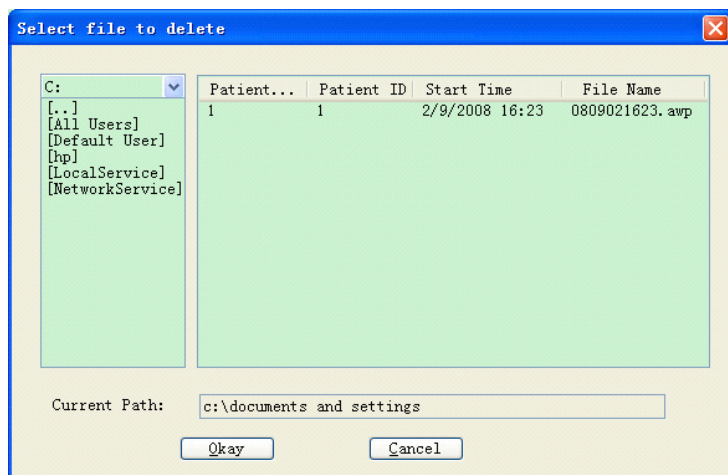 Select file to delete
C:
[..]
[All Users]
[Default User]
[hp]
[LocalService]
[NetworkService]
Patient... Patient ID Start Time File Name
1 1 2/9/2008 16:23 0809021623.awp
Current Path: c:\documents and settings
Okay Cancel